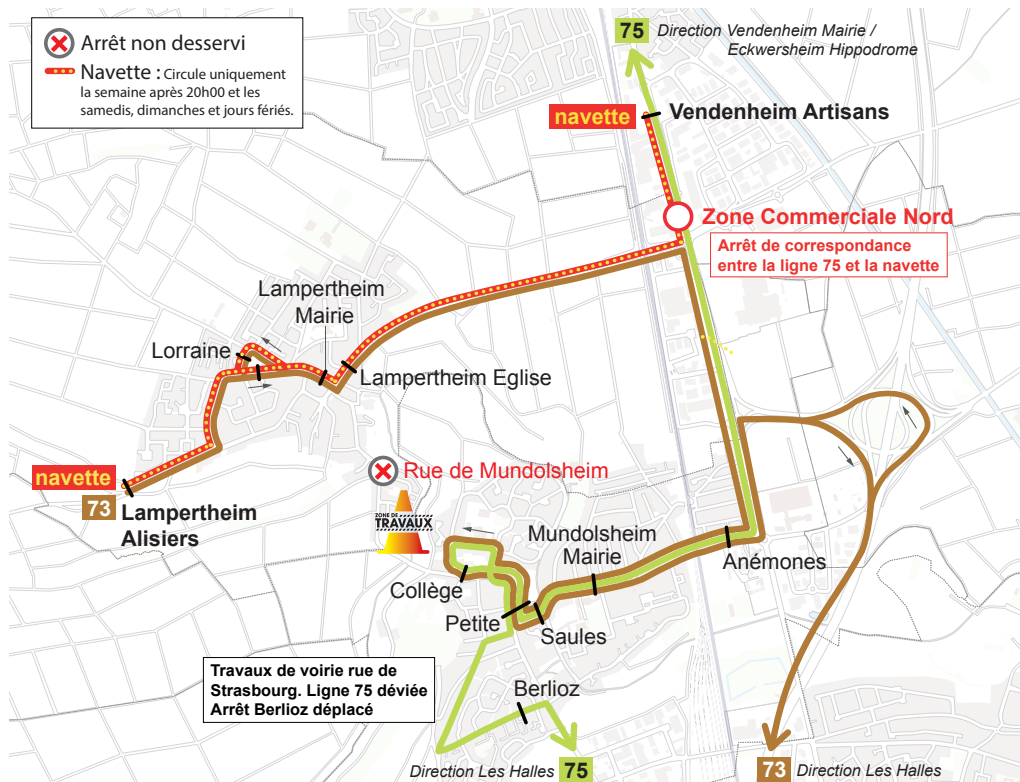 Arrêt non desservi
Navette : Circule uniquement
la semaine après 20h00 et les
samedis, dimanches et jours fériés.
75 Direction Vendenheim Mairie /
Eckwersheim Hippodrome
navette Vendenheim Artisans
Zone Commerciale Nord
Arrêt de correspondance
entre la ligne 75 et la navette
Lampertheim
Mairie
Lorraine
Lampertheim Eglise
navette
73 Lampertheim
Alisiers
Rue de Mundolsheim
ZONE DE
TRAVAUX
Mundolsheim
Mairie
Anémones
Collège
Petite
Saules
Travaux de voirie rue de
Strasbourg. Ligne 75 déviée
Arrêt Berlioz déplacé
Berlioz
Direction Les Halles 75
73 Direction Les Halles